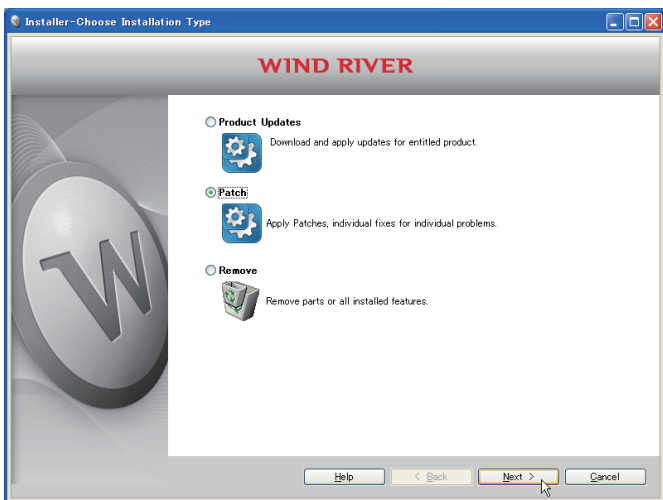 Installer-Choose Installation Type
WIND RIVER
Product Updates
Download and apply updates for entitled product.
Patch
Apply Patches, individual fixes for individual problems.
Remove
Remove parts or all installed features.
W
Help
< Back
Next >
Cancel